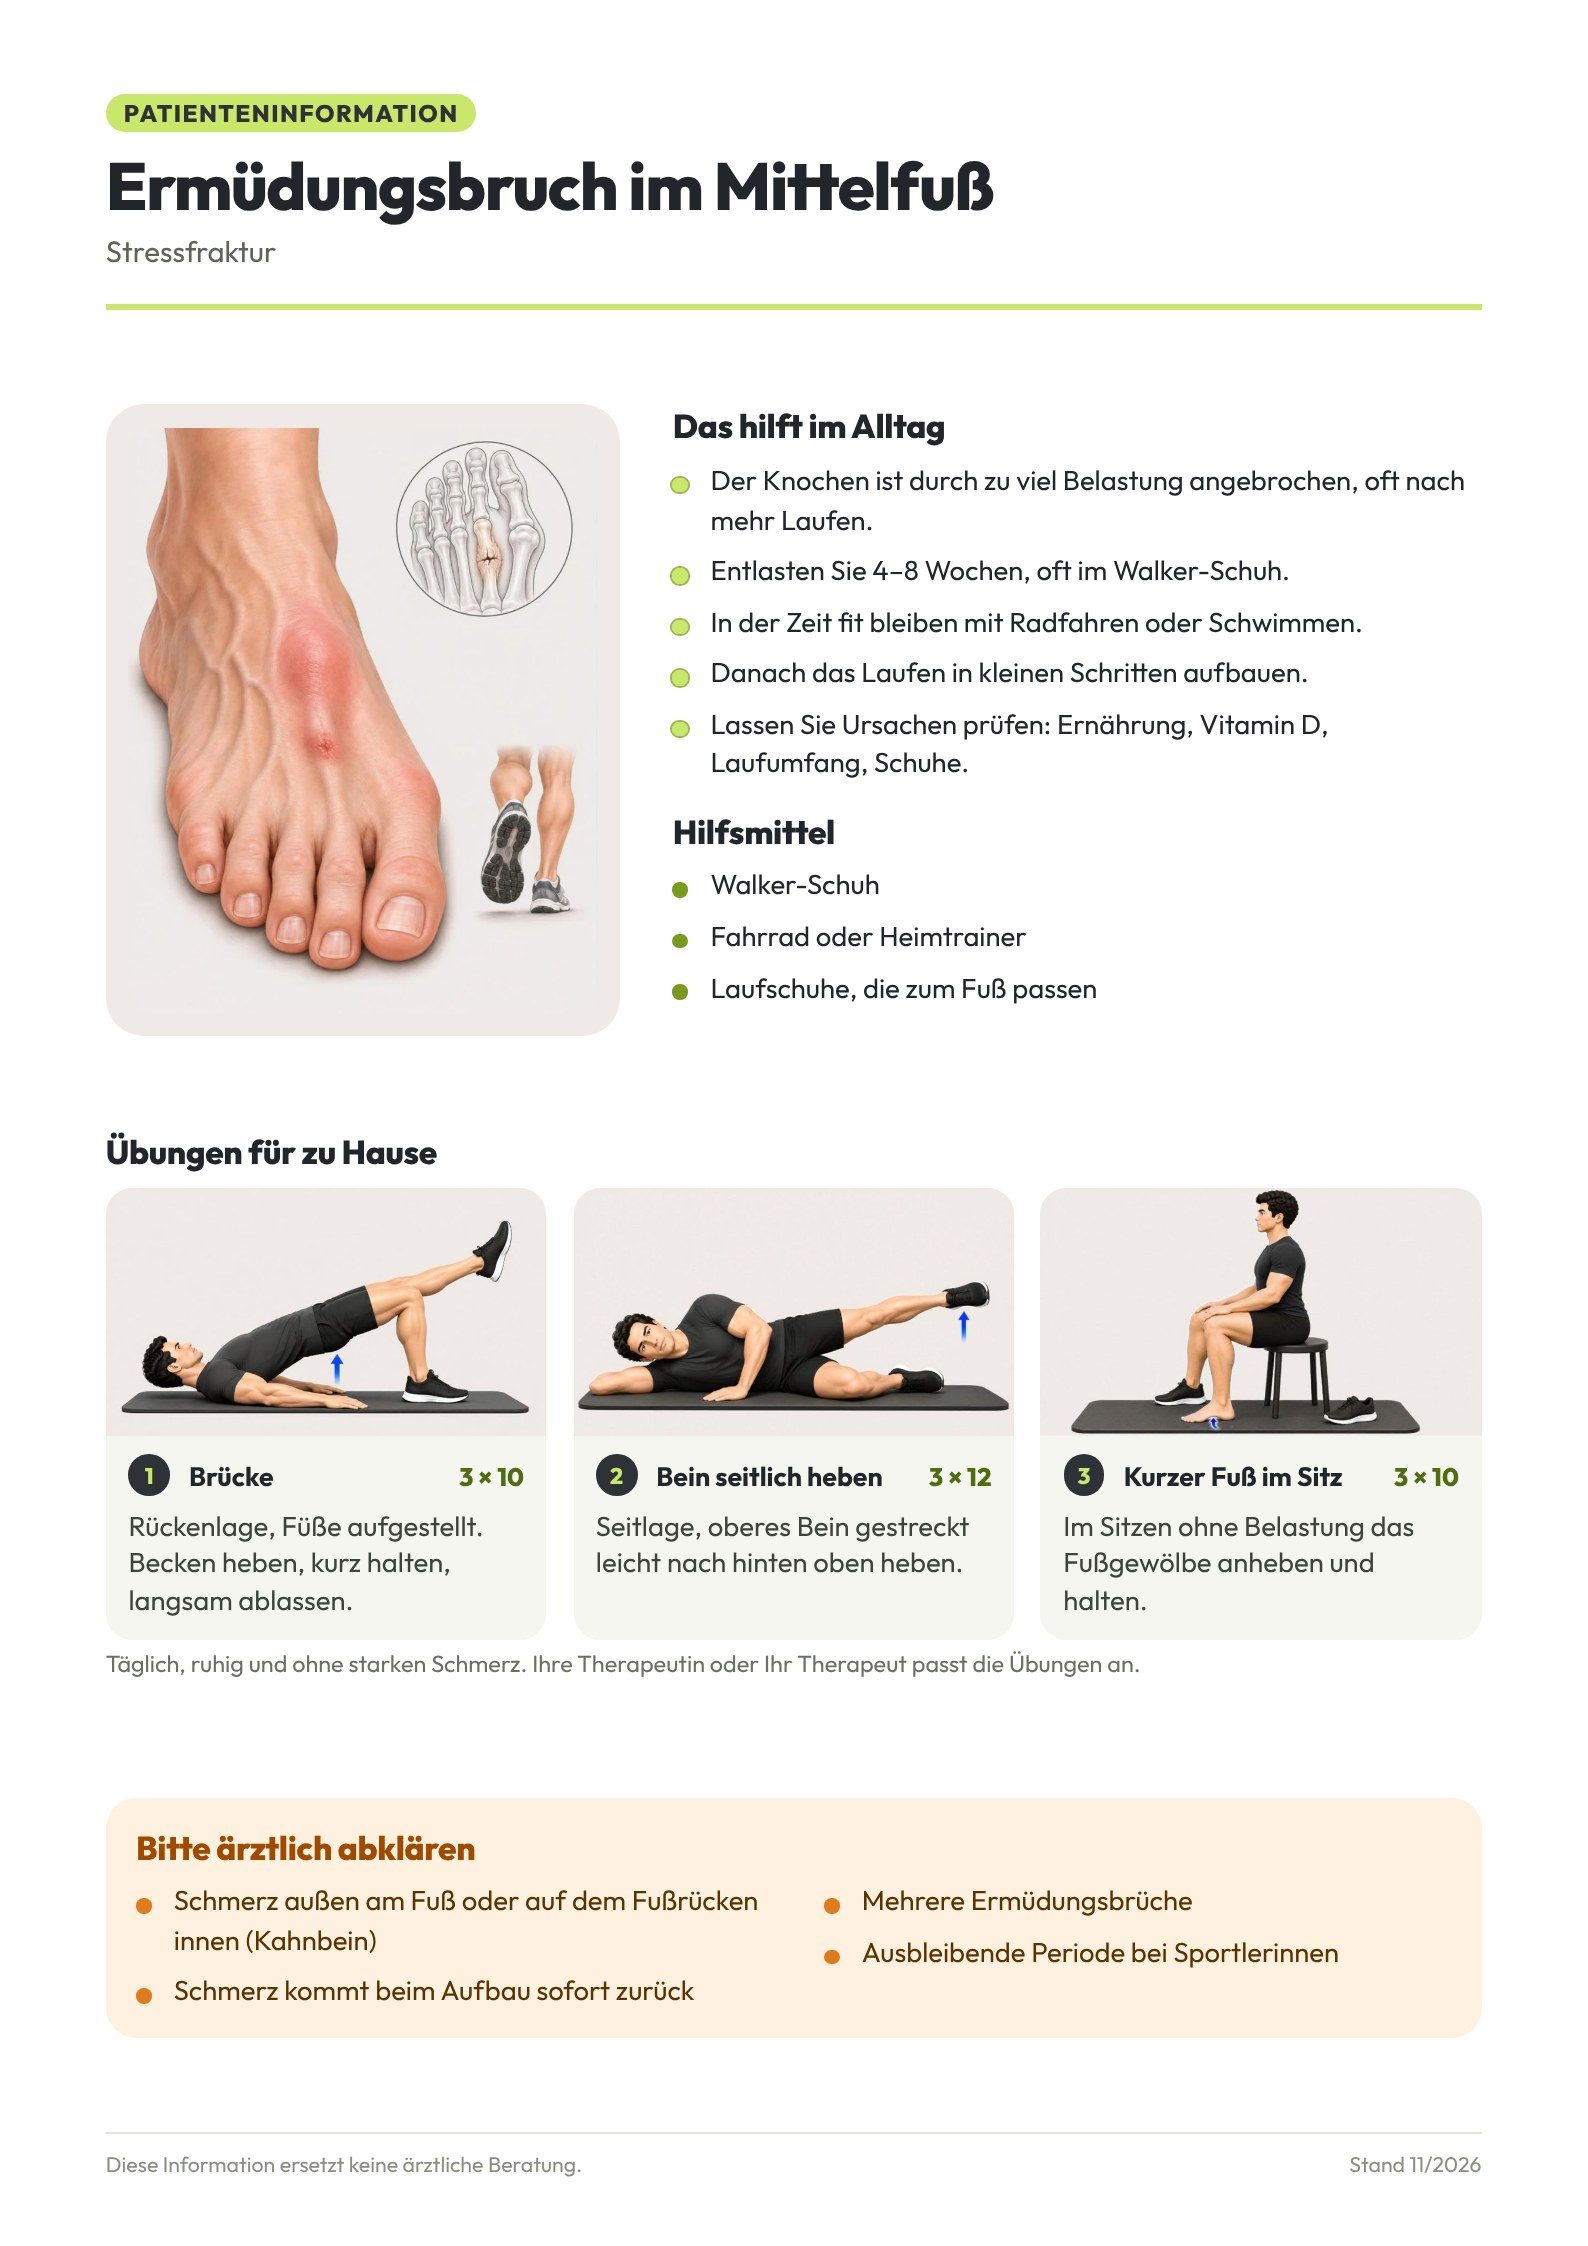 PATIENTENINFORMATION
Ermüdungsbruch im Mittelfuß
Stressfraktur
Das hilft im Alltag
Der Knochen ist durch zu viel Belastung angebrochen, oft nach
mehr Laufen.
Entlasten Sie 4–8 Wochen, oft im Walker-Schuh.
In der Zeit fit bleiben mit Radfahren oder Schwimmen.
Danach das Laufen in kleinen Schritten aufbauen.
Lassen Sie Ursachen prüfen: Ernährung, Vitamin D,
Laufumfang, Schuhe.
Hilfsmittel
Walker-Schuh
Fahrrad oder Heimtrainer
Laufschuhe, die zum Fuß passen
Übungen für zu Hause
1 Brücke 3 × 10
Rückenlage, Füße aufgestellt.
Becken heben, kurz halten,
langsam ablassen.
2 Bein seitlich heben 3 × 12
Seitlage, oberes Bein gestreckt
leicht nach hinten oben heben.
3 Kurzer Fuß im Sitz 3 × 10
Im Sitzen ohne Belastung das
Fußgewölbe anheben und
halten.
Täglich, ruhig und ohne starken Schmerz. Ihre Therapeutin oder Ihr Therapeut passt die Übungen an.
Bitte ärztlich abklären
Schmerz außen am Fuß oder auf dem Fußrücken
innen (Kahnbein)
Schmerz kommt beim Aufbau sofort zurück
Mehrere Ermüdungsbrüche
Ausbleibende Periode bei Sportlerinnen
Diese Information ersetzt keine ärztliche Beratung.
Stand 11/2026